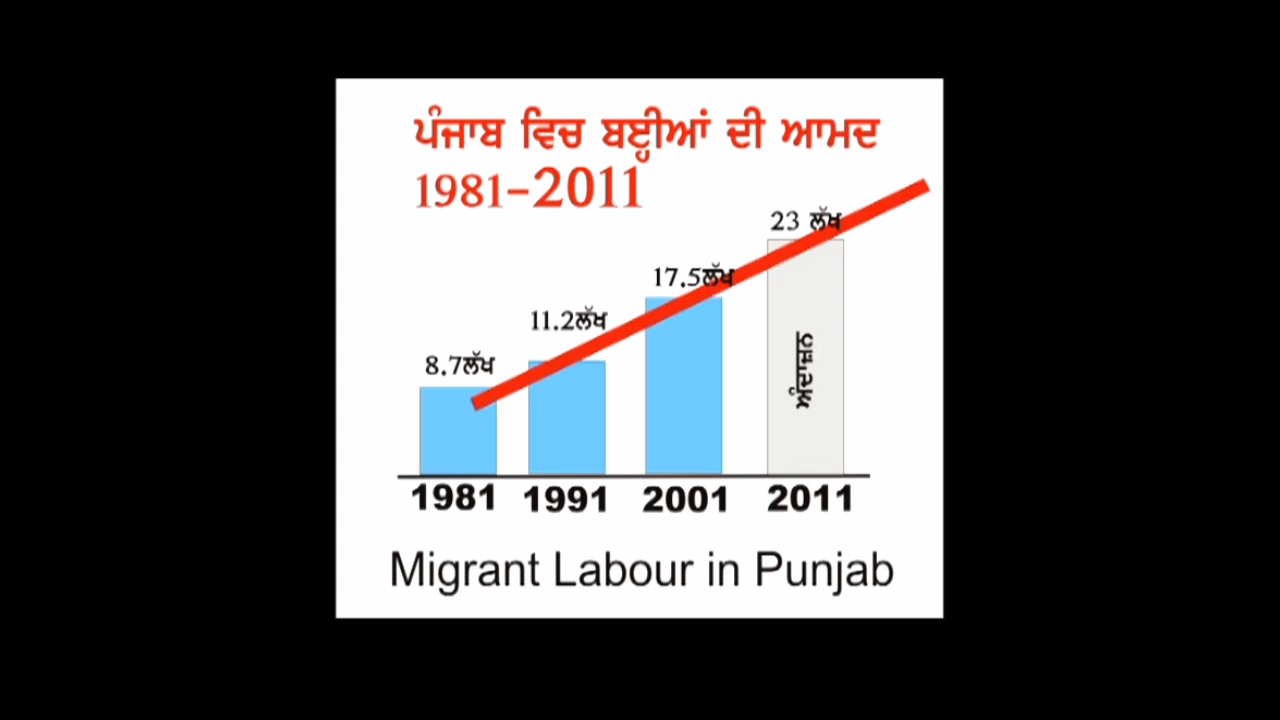 ਪੰਜਾਬ ਵਿਚ ਬਈਆਂ ਦੀ ਆਮਦ
1981-2011
23 ਲੱਖ
17.5ਲੱਖ
11.2ਲੱਖ
8.7ਲੱਖ
ਅੰਦਾਜ਼ਨ
1981 1991 2001 2011
Migrant Labour in Punjab